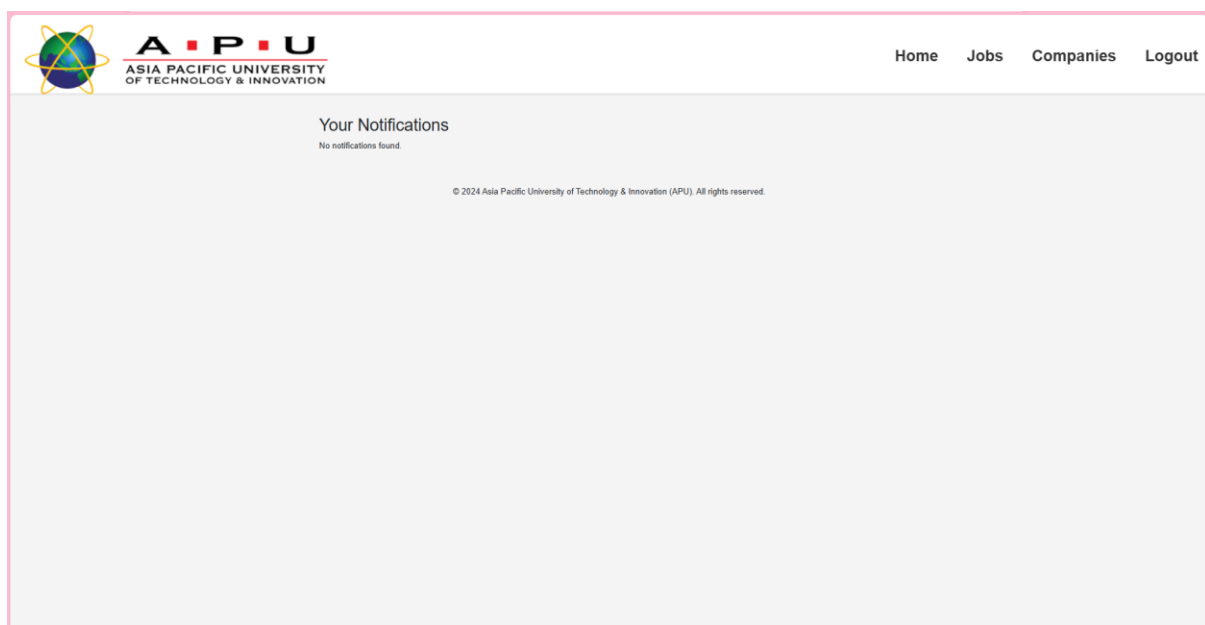 A P U
ASIA PACIFIC UNIVERSITY
OF TECHNOLOGY & INNOVATION
Home Jobs Companies Logout
Your Notifications
No notifications found.
© 2024 Asia Pacific University of Technology & Innovation (APU). All rights reserved.